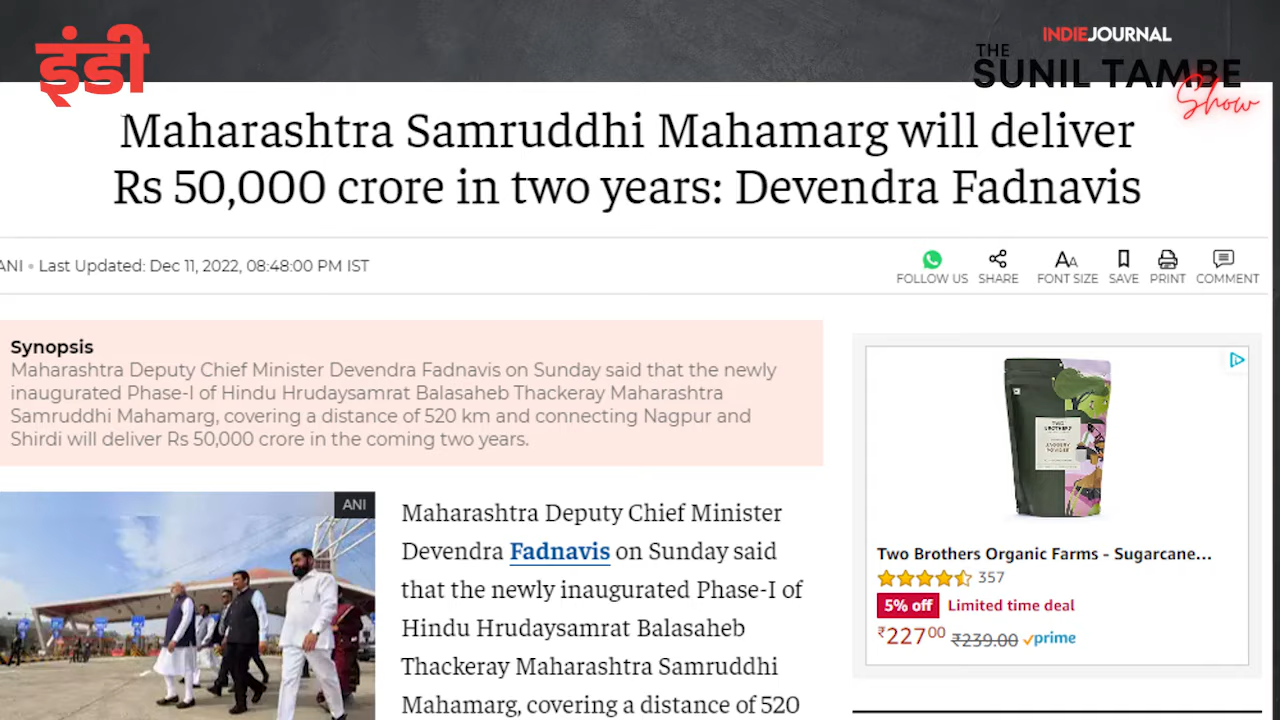 इंडी
INDIEJOURNAL
THE
SUNIL TAMBE
Show
Maharashtra Samruddhi Mahamarg will deliver
Rs 50,000 crore in two years: Devendra Fadnavis
ANI • Last Updated: Dec 11, 2022, 08:48:00 PM IST
FOLLOW US
SHARE
FONT SIZE
SAVE
PRINT
COMMENT
Synopsis
Maharashtra Deputy Chief Minister Devendra Fadnavis on Sunday said that the newly
inaugurated Phase-I of Hindu Hrudaysamrat Balasaheb Thackeray Maharashtra
Samruddhi Mahamarg, covering a distance of 520 km and connecting Nagpur and
Shirdi will deliver Rs 50,000 crore in the coming two years.
ANI
Maharashtra Deputy Chief Minister
Devendra Fadnavis on Sunday said
that the newly inaugurated Phase-I of
Hindu Hrudaysamrat Balasaheb
Thackeray Maharashtra Samruddhi
Mahamarg, covering a distance of 520
TWO
BROTHERS
Two Brothers Organic Farms - Sugarcane...
357
5% off Limited time deal
₹22700 ₹239.00 prime